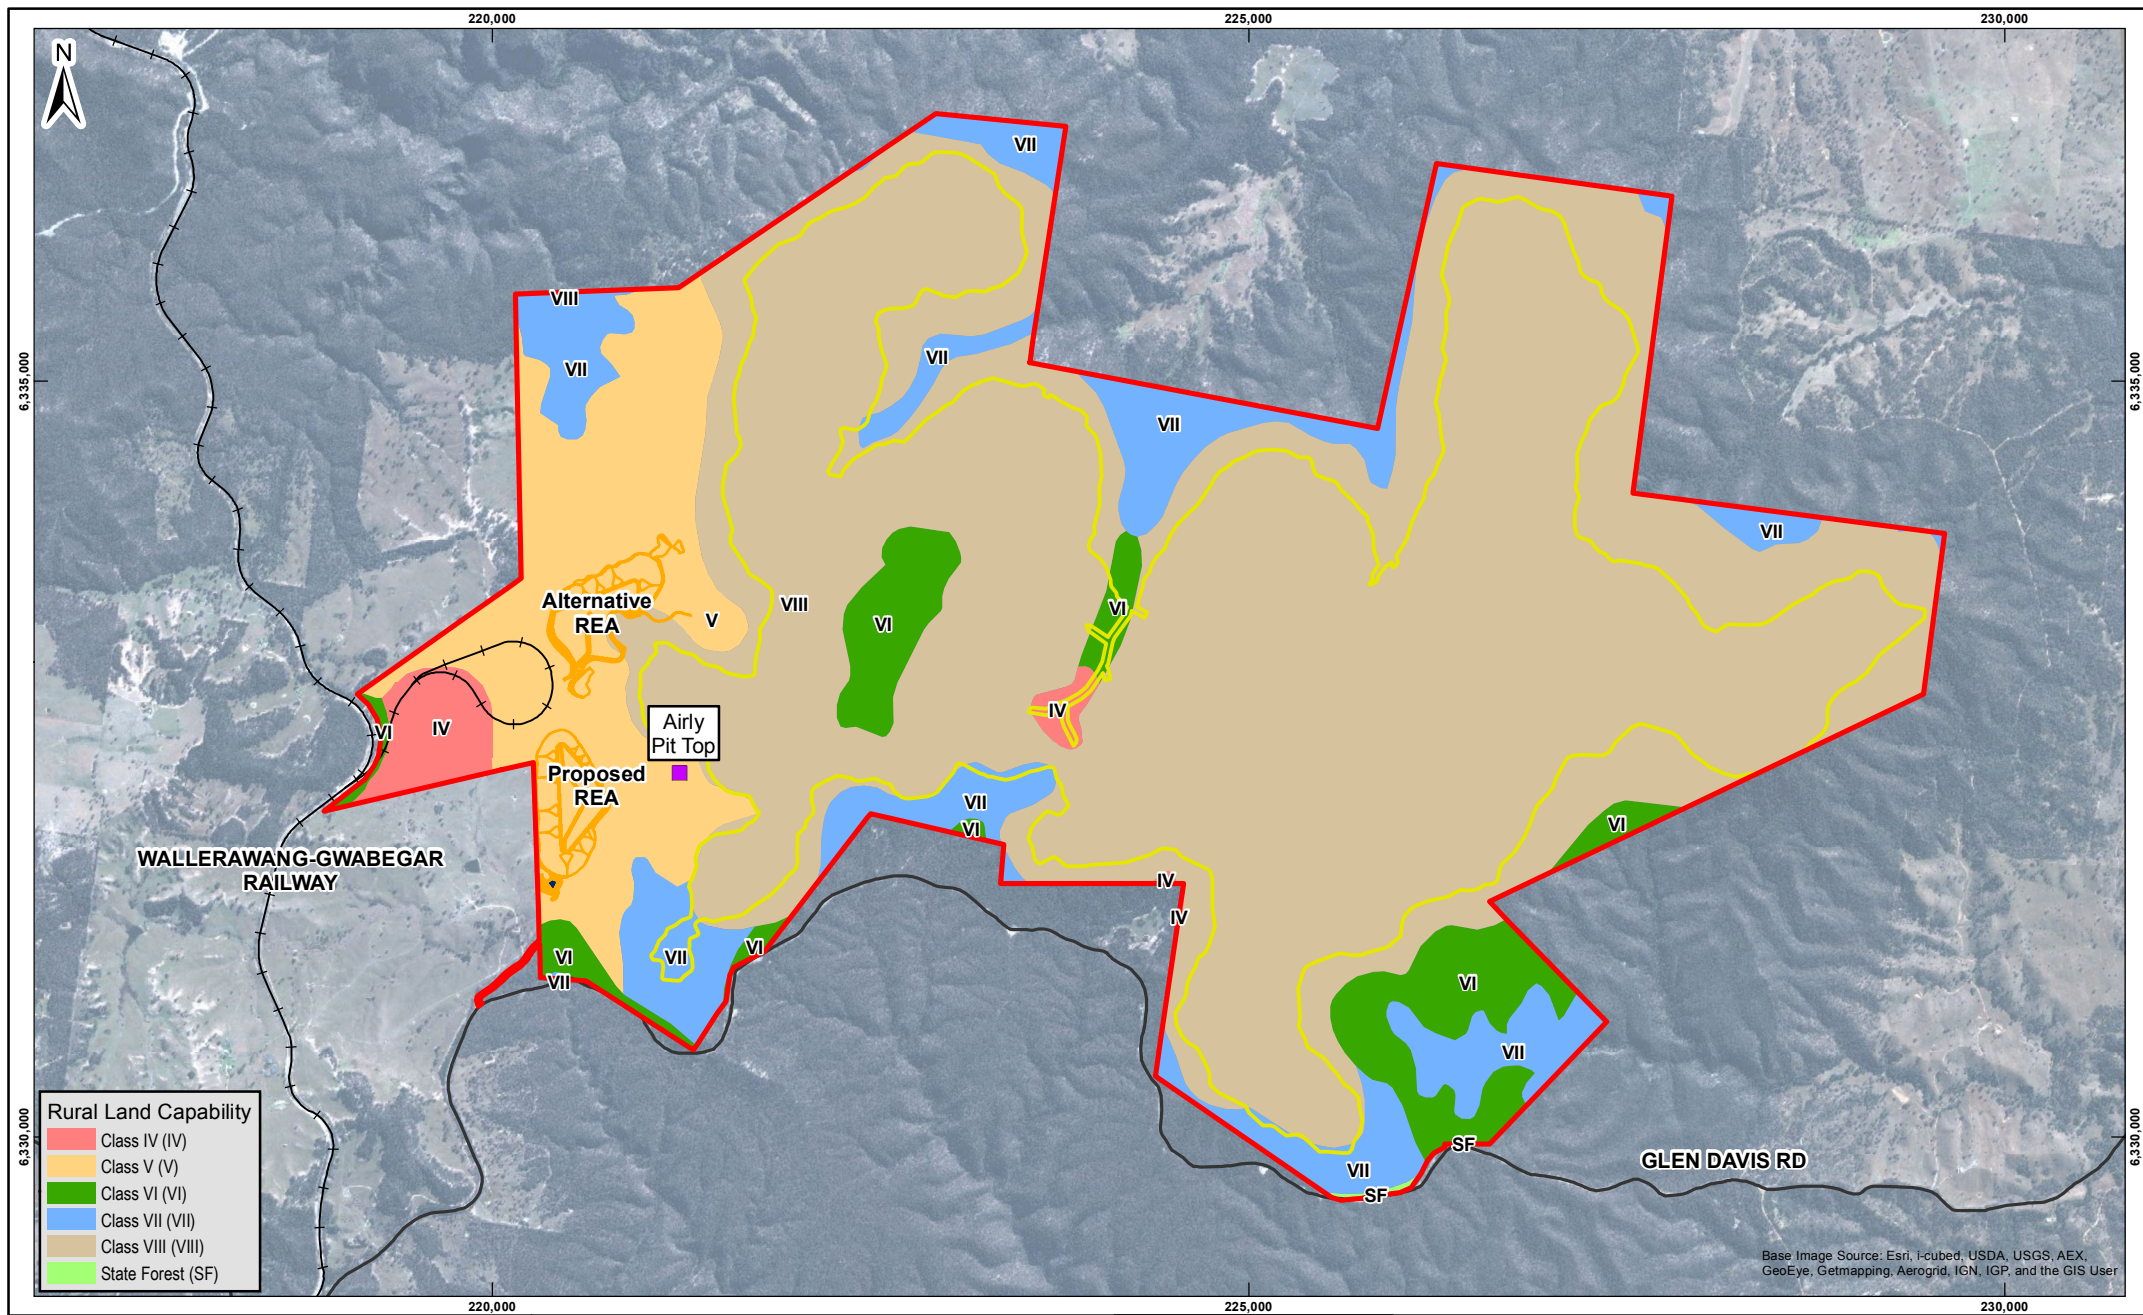 220,000
225,000
230,000
N
VII
VIII
VII
VII
6,335,000
6,335,000
VII
VII
Alternative
REA
V
VIII
VI
VI
IV
VI
IV
Airly
Pit Top
Proposed
REA
VII
VI
VI
WALLERAWANG-GWABEGAR
RAILWAY
IV
IV
VI
VII
VI
VII
VI
VII
6,330,000
6,330,000
SF
VII
SF
GLEN DAVIS RD
Rural Land Capability
Class IV (IV)
Class V (V)
Class VI (VI)
Class VII (VII)
Class VIII (VIII)
State Forest (SF)
Base Image Source: Esri, i-cubed, USDA, USGS, AEX,
GeoEye, Getmapping, Aerogrid, IGN, IGP, and the GIS User
220,000
225,000
230,000